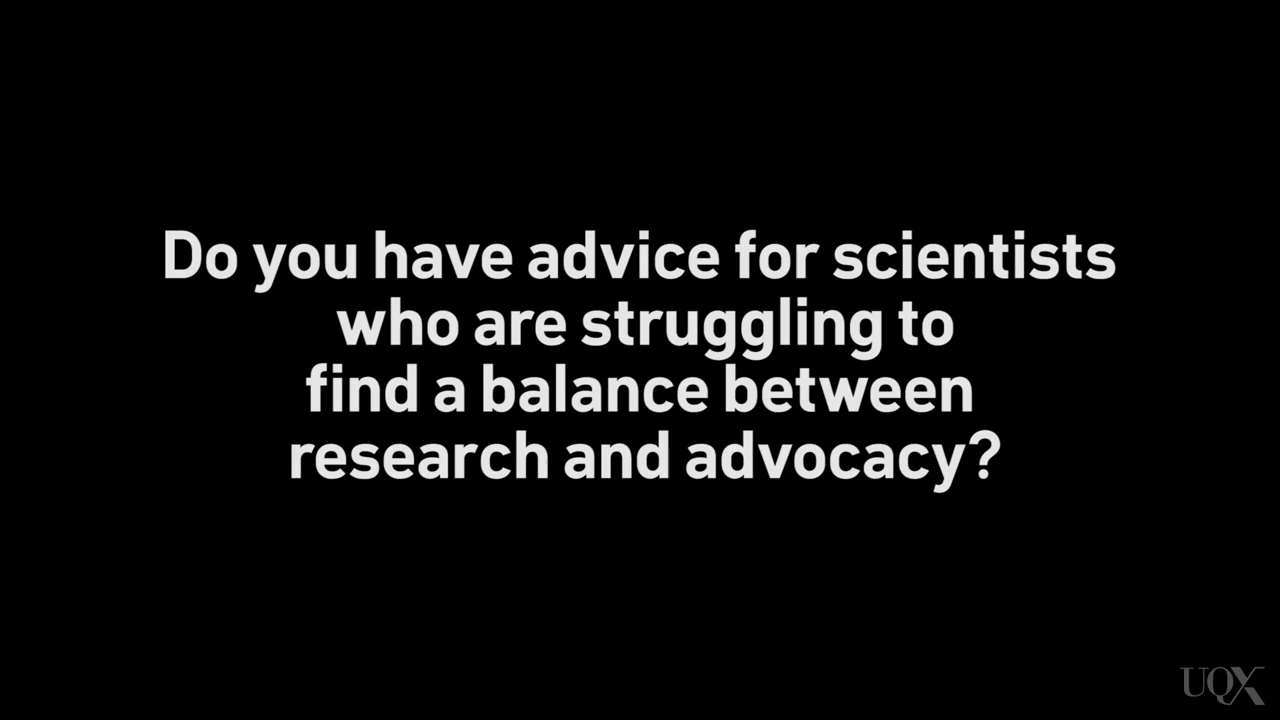 Do you have advice for scientists
who are struggling to
find a balance between
research and advocacy?
UQX